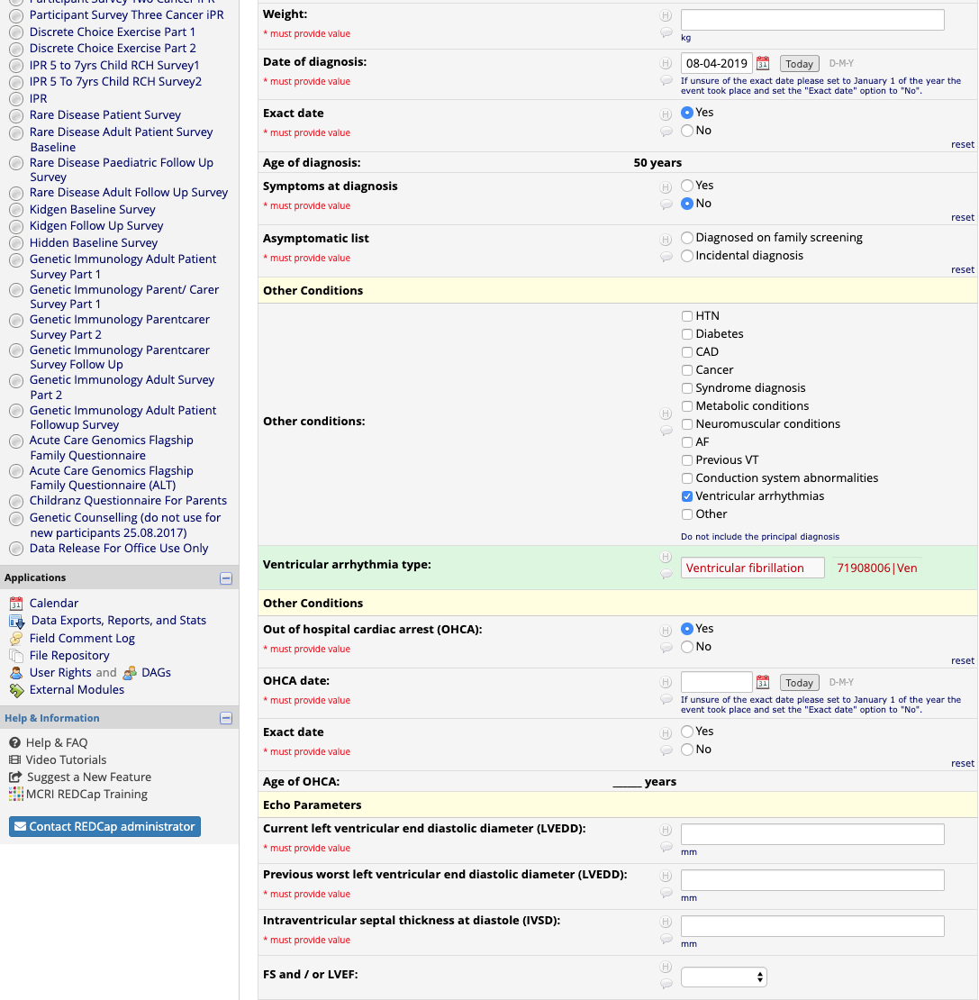 Participant Survey Two Cancer iPR
Participant Survey Three Cancer iPR
Discrete Choice Exercise Part 1
Discrete Choice Exercise Part 2
IPR 5 to 7yrs Child RCH Survey1
IPR 5 To 7yrs Child RCH Survey2
IPR
Rare Disease Patient Survey
Rare Disease Adult Patient Survey
Baseline
Rare Disease Paediatric Follow Up
Survey
Rare Disease Adult Follow Up Survey
Kidgen Baseline Survey
Kidgen Follow Up Survey
Hidden Baseline Survey
Genetic Immunology Adult Patient
Survey Part 1
Genetic Immunology Parent/ Carer
Survey Part 1
Genetic Immunology Parentcarer
Survey Part 2
Genetic Immunology Parentcarer
Survey Follow Up
Genetic Immunology Adult Survey
Part 2
Genetic Immunology Adult Patient
Followup Survey
Acute Care Genomics Flagship
Family Questionnaire
Acute Care Genomics Flagship
Family Questionnaire (ALT)
Childranz Questionnaire For Parents
Genetic Counselling (do not use for
new participants 25.08.2017)
Data Release For Office Use Only
Applications
Calendar
Data Exports, Reports, and Stats
Field Comment Log
File Repository
User Rights and DAGs
External Modules
Help & Information
Help & FAQ
Video Tutorials
Suggest a New Feature
MCRI REDCap Training
Contact REDCap administrator
Weight:
* must provide value
kg
Date of diagnosis:
* must provide value
08-04-2019 31 Today D-M-Y
If unsure of the exact date please set to January 1 of the year the
event took place and set the "Exact date" option to "No".
Exact date
* must provide value
Yes
No
reset
Age of diagnosis: 50 years
Symptoms at diagnosis
* must provide value
Yes
No
reset
Asymptomatic list
* must provide value
Diagnosed on family screening
Incidental diagnosis
reset
Other Conditions
Other conditions:
HTN
Diabetes
CAD
Cancer
Syndrome diagnosis
Metabolic conditions
Neuromuscular conditions
AF
Previous VT
Conduction system abnormalities
Ventricular arrhythmias
Other
Do not include the principal diagnosis
Ventricular arrhythmia type: Ventricular fibrillation 71908006|Ven
Other Conditions
Out of hospital cardiac arrest (OHCA):
* must provide value
Yes
No
reset
OHCA date:
* must provide value
31 Today D-M-Y
If unsure of the exact date please set to January 1 of the year the
event took place and set the "Exact date" option to "No".
Exact date
* must provide value
Yes
No
reset
Age of OHCA: ______ years
Echo Parameters
Current left ventricular end diastolic diameter (LVEDD):
* must provide value
mm
Previous worst left ventricular end diastolic diameter (LVEDD):
* must provide value
mm
Intraventricular septal thickness at diastole (IVSD):
* must provide value
mm
FS and / or LVEF: